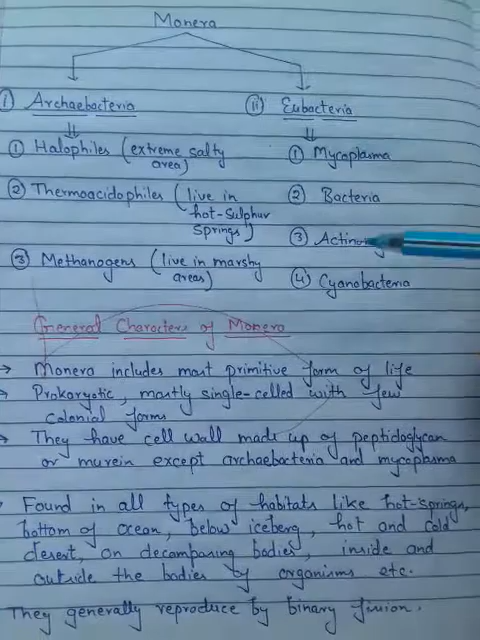 Monera
(i) Archaebacteria
(ii) Eubacteria
① Halophiles (extreme salty
area)
① Mycoplasma
② Thermoacidophiles (live in
hot-sulphur
springs)
② Bacteria
③ Methanogens (live in marshy
areas)
③
④ Cyanobacteria
General Characters of Monera
→ Monera includes most primitive form of life
→ Prokaryotic, mostly single-celled with few
colonial forms
→ They have cell wall made up of peptidoglycan
or murein except archaebacteria and mycoplasma
Found in all types of habitats like hot-springs,
bottom of ocean, below iceberg, hot and cold
desert, on decomposing bodies, inside and
outside the bodies of organisms etc.
They generally reproduce by binary fission.